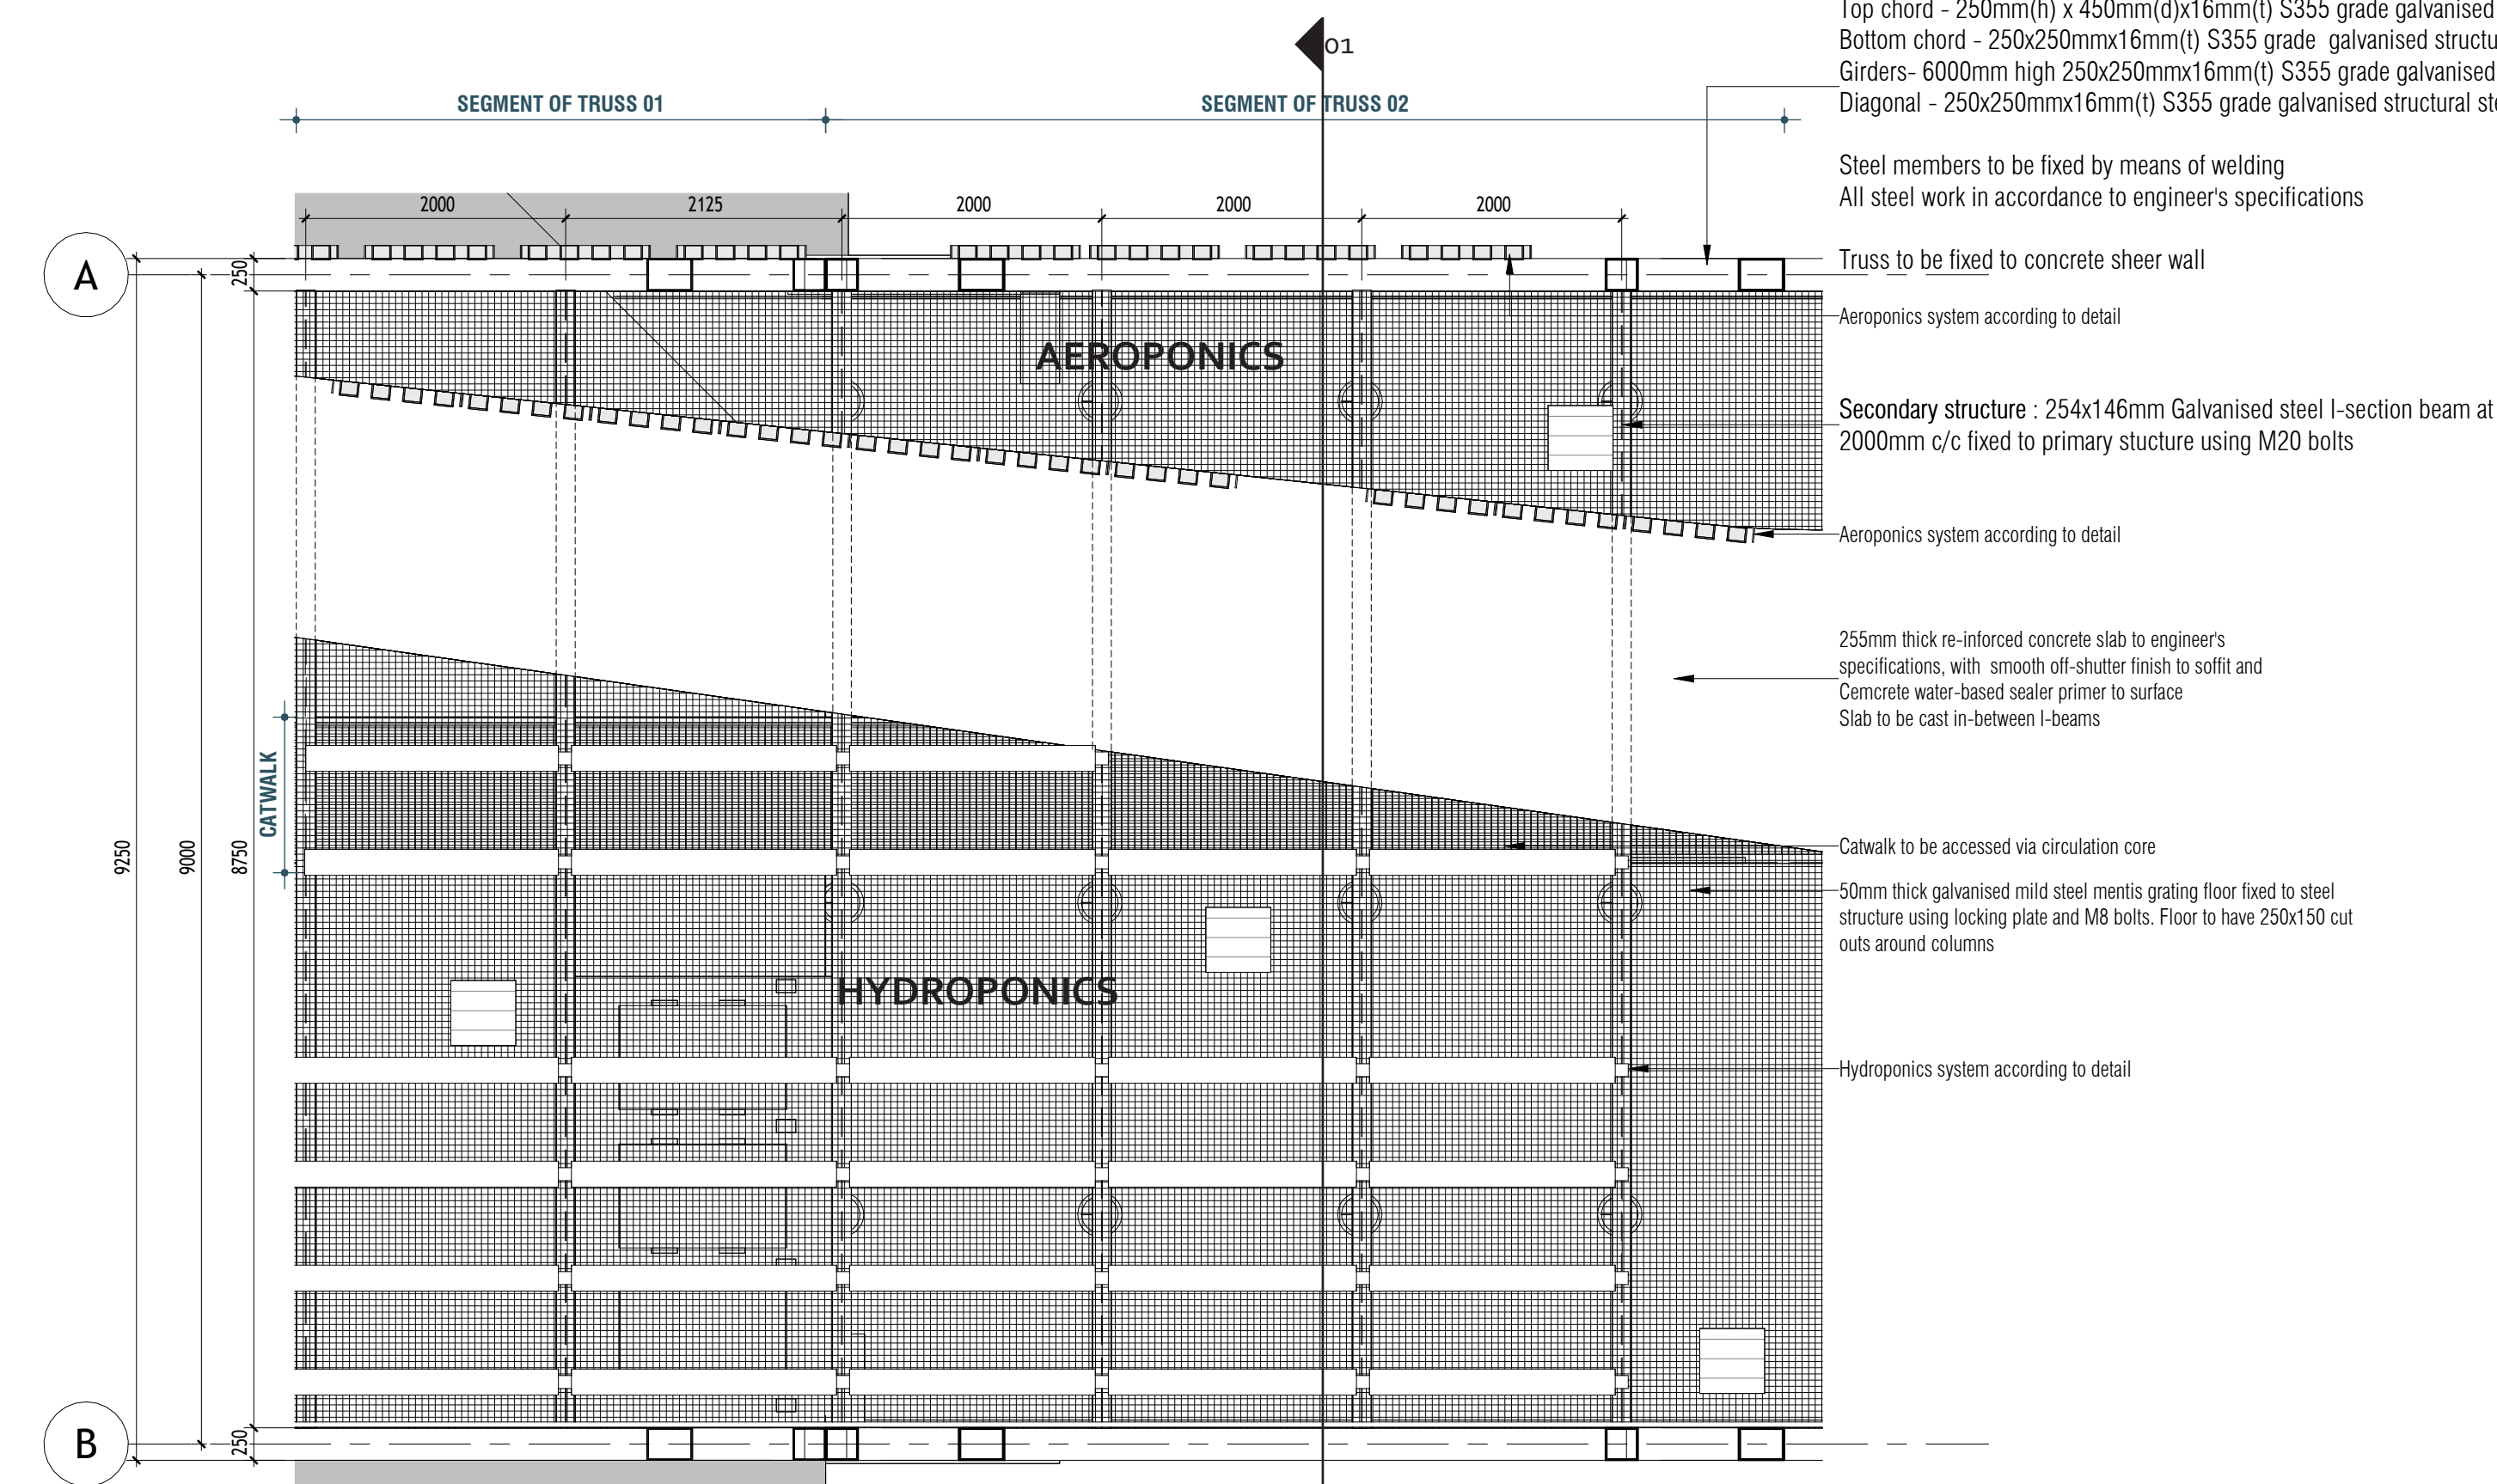 Top chord - 250mm(h) x 450mm(d)x16mm(t) S355 grade galvanised
Bottom chord - 250x250mmx16mm(t) S355 grade galvanised
Girders- 6000mm high 250x250mmx16mm(t) S355 grade galvanised
Diagonal - 250x250mmx16mm(t) S355 grade galvanised structural
Steel members to be fixed by means of welding
All steel work in accordance to engineer's specifications
Truss to be fixed to concrete sheer wall
01
SEGMENT OF TRUSS 01
SEGMENT OF TRUSS 02
2000
2125
2000
2000
2000
A
250
Aeroponics system according to detail
AEROPONICS
Secondary structure : 254x146mm Galvanised steel I-section beam at
2000mm c/c fixed to primary stucture using M20 bolts
Aeroponics system according to detail
255mm thick re-inforced concrete slab to engineer's
specifications, with smooth off-shutter finish to soffit and
Cemcrete water-based sealer primer to surface
Slab to be cast in-between I-beams
CATWALK
9250
9000
8750
Catwalk to be accessed via circulation core
50mm thick galvanised mild steel mentis grating floor fixed to steel
structure using locking plate and M8 bolts. Floor to have 250x150 cut
outs around columns
HYDROPONICS
Hydroponics system according to detail
B
250